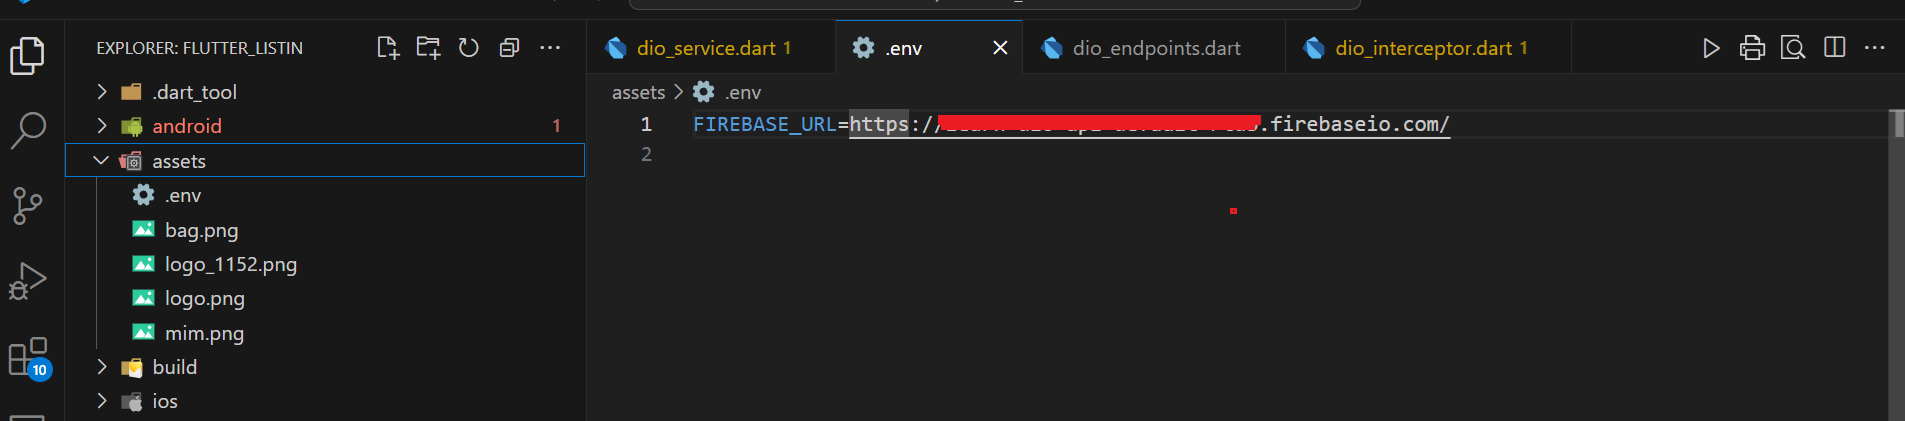 EXPLORER: FLUTTER_LISTIN
dio_service.dart 1
.env
dio_endpoints.dart
dio_interceptor.dart 1
.dart_tool
android 1
assets
.env
bag.png
logo_1152.png
logo.png
mim.png
build
ios
10
assets > .env
1 FIREBASE_URL=https://.firebaseio.com/
2